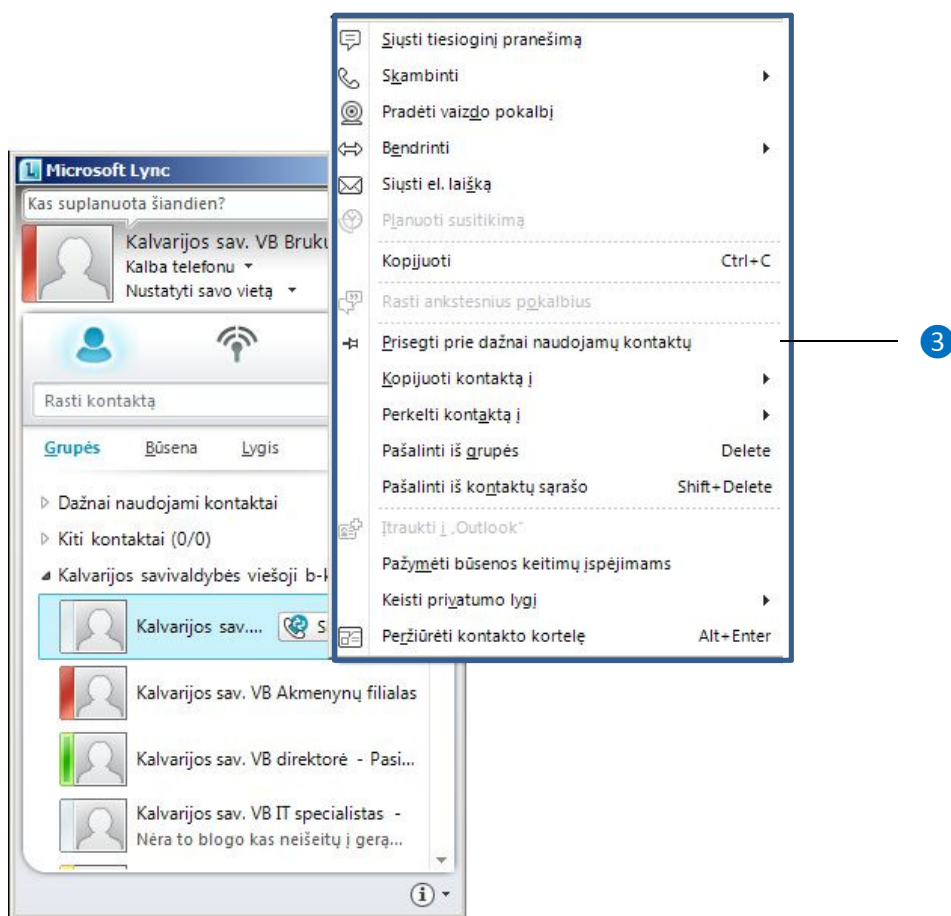 Siųsti tiesioginį pranešimą
Skambinti
Pradėti vaizdo pokalbį
Bendrinti
Siųsti el. laišką
Planuoti susitikimą
Kopijuoti Ctrl+C
Rasti ankstesnius pokalbius
Prisegti prie dažnai naudojamų kontaktų
3
Kopijuoti kontaktą į
Perkelti kontaktą į
Pašalinti iš grupės Delete
Pašalinti iš kontaktų sąrašo Shift+Delete
Įtraukti į „Outlook“
Pažymėti būsenos keitimų įspėjimams
Keisti privatumo lygį
Peržiūrėti kontakto kortelę Alt+Enter
Microsoft Lync
Kas suplanuota šiandien?
Kalvarijos sav. VB
Kalba telefonu
Nustatyti savo vietą
Rasti kontaktą
Grupės Būsena Lygis
Dažnai naudojami kontaktai
Kiti kontaktai (0/0)
Kalvarijos savivaldybės viešoji
Kalvarijos sav....
Kalvarijos sav. VB Akmenynų filialas
Kalvarijos sav. VB direktorė - Pasi...
Kalvarijos sav. VB IT specialistas -
Nėra to blogo kas neišeitų į gerą...